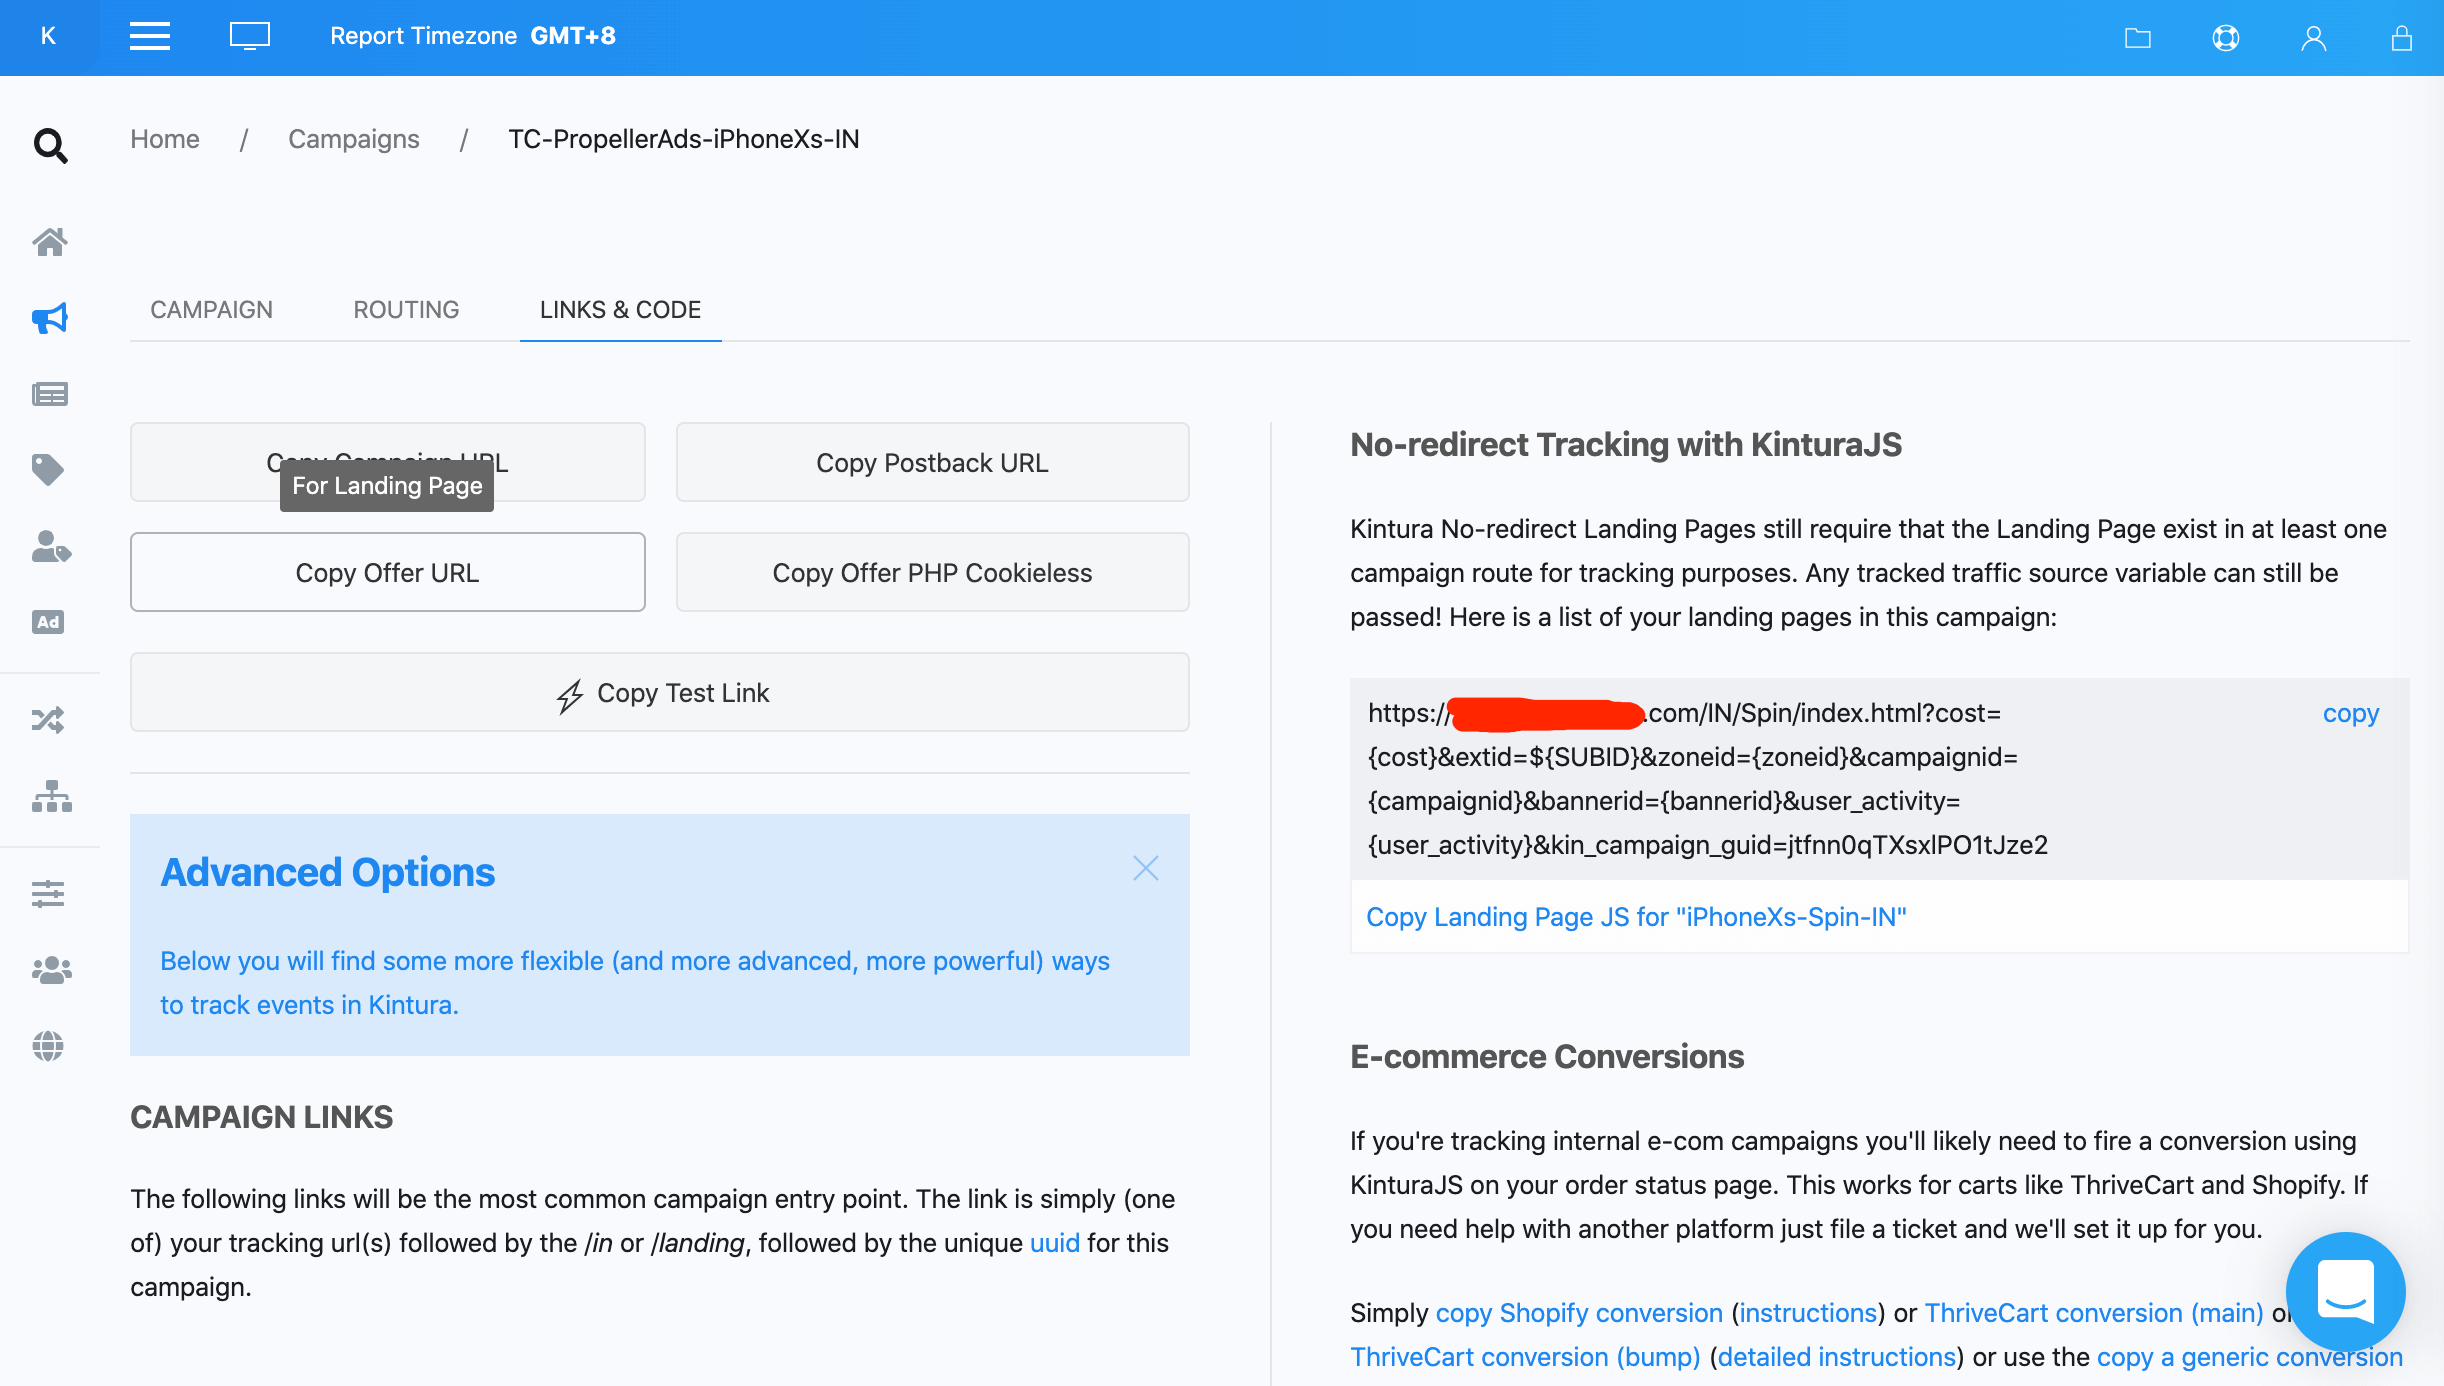 K
Report Timezone GMT+8
Home / Campaigns / TC-PropellerAds-iPhoneXs-IN
CAMPAIGN ROUTING LINKS & CODE
Copy Campaign URL
For Landing Page
Copy Postback URL
Copy Offer URL
Copy Offer PHP Cookieless
Copy Test Link
Ad
Advanced Options
Below you will find some more flexible (and more advanced, more powerful) ways
to track events in Kintura.
CAMPAIGN LINKS
The following links will be the most common campaign entry point. The link is simply (one
of) your tracking url(s) followed by the /in or /landing, followed by the unique uuid for this
campaign.
No-redirect Tracking with KinturaJS
Kintura No-redirect Landing Pages still require that the Landing Page exist in at least one
campaign route for tracking purposes. Any tracked traffic source variable can still be
passed! Here is a list of your landing pages in this campaign:
https:// .com/IN/Spin/index.html?cost=
copy
{cost}&extid=${SUBID}&zoneid={zoneid}&campaignid=
{campaignid}&bannerid={bannerid}&user_activity=
{user_activity}&kin_campaign_guid=jtfnn0qTXsxlPO1tJze2
Copy Landing Page JS for "iPhoneXs-Spin-IN"
E-commerce Conversions
If you're tracking internal e-com campaigns you'll likely need to fire a conversion using
KinturaJS on your order status page. This works for carts like ThriveCart and Shopify. If
you need help with another platform just file a ticket and we'll set it up for you.
Simply copy Shopify conversion (instructions) or ThriveCart conversion (main)
ThriveCart conversion (bump) (detailed instructions) or use the copy a generic conversion